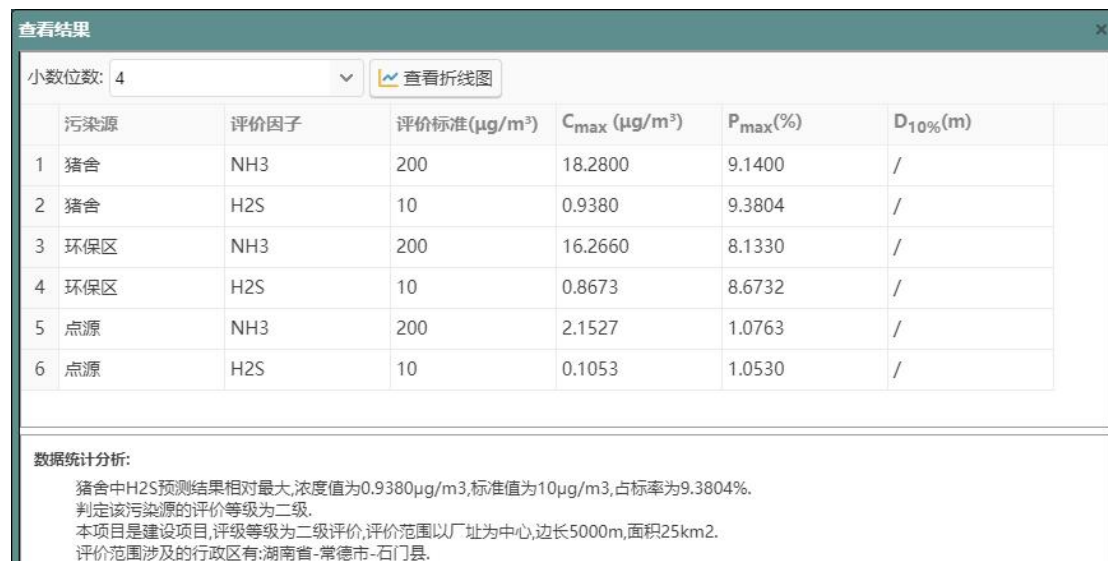 查看结果
小数位数: 4 查看折线图
污染源 评价因子 评价标准(μg/m³) Cmax (μg/m³) Pmax(%) D10%(m)
1 猪舍 NH3 200 18.2800 9.1400 /
2 猪舍 H2S 10 0.9380 9.3804 /
3 环保区 NH3 200 16.2660 8.1330 /
4 环保区 H2S 10 0.8673 8.6732 /
5 点源 NH3 200 2.1527 1.0763 /
6 点源 H2S 10 0.1053 1.0530 /
数据统计分析:
猪舍中H2S预测结果相对最大,浓度值为0.9380μg/m3,标准值为10μg/m3,占标率为9.3804%.
判定该污染源的评价等级为二级.
本项目是建设项目,评级等级为二级评价,评价范围以厂址为中心,边长5000m,面积25km2.
评价范围涉及的行政区有:湖南省-常德市-石门县.